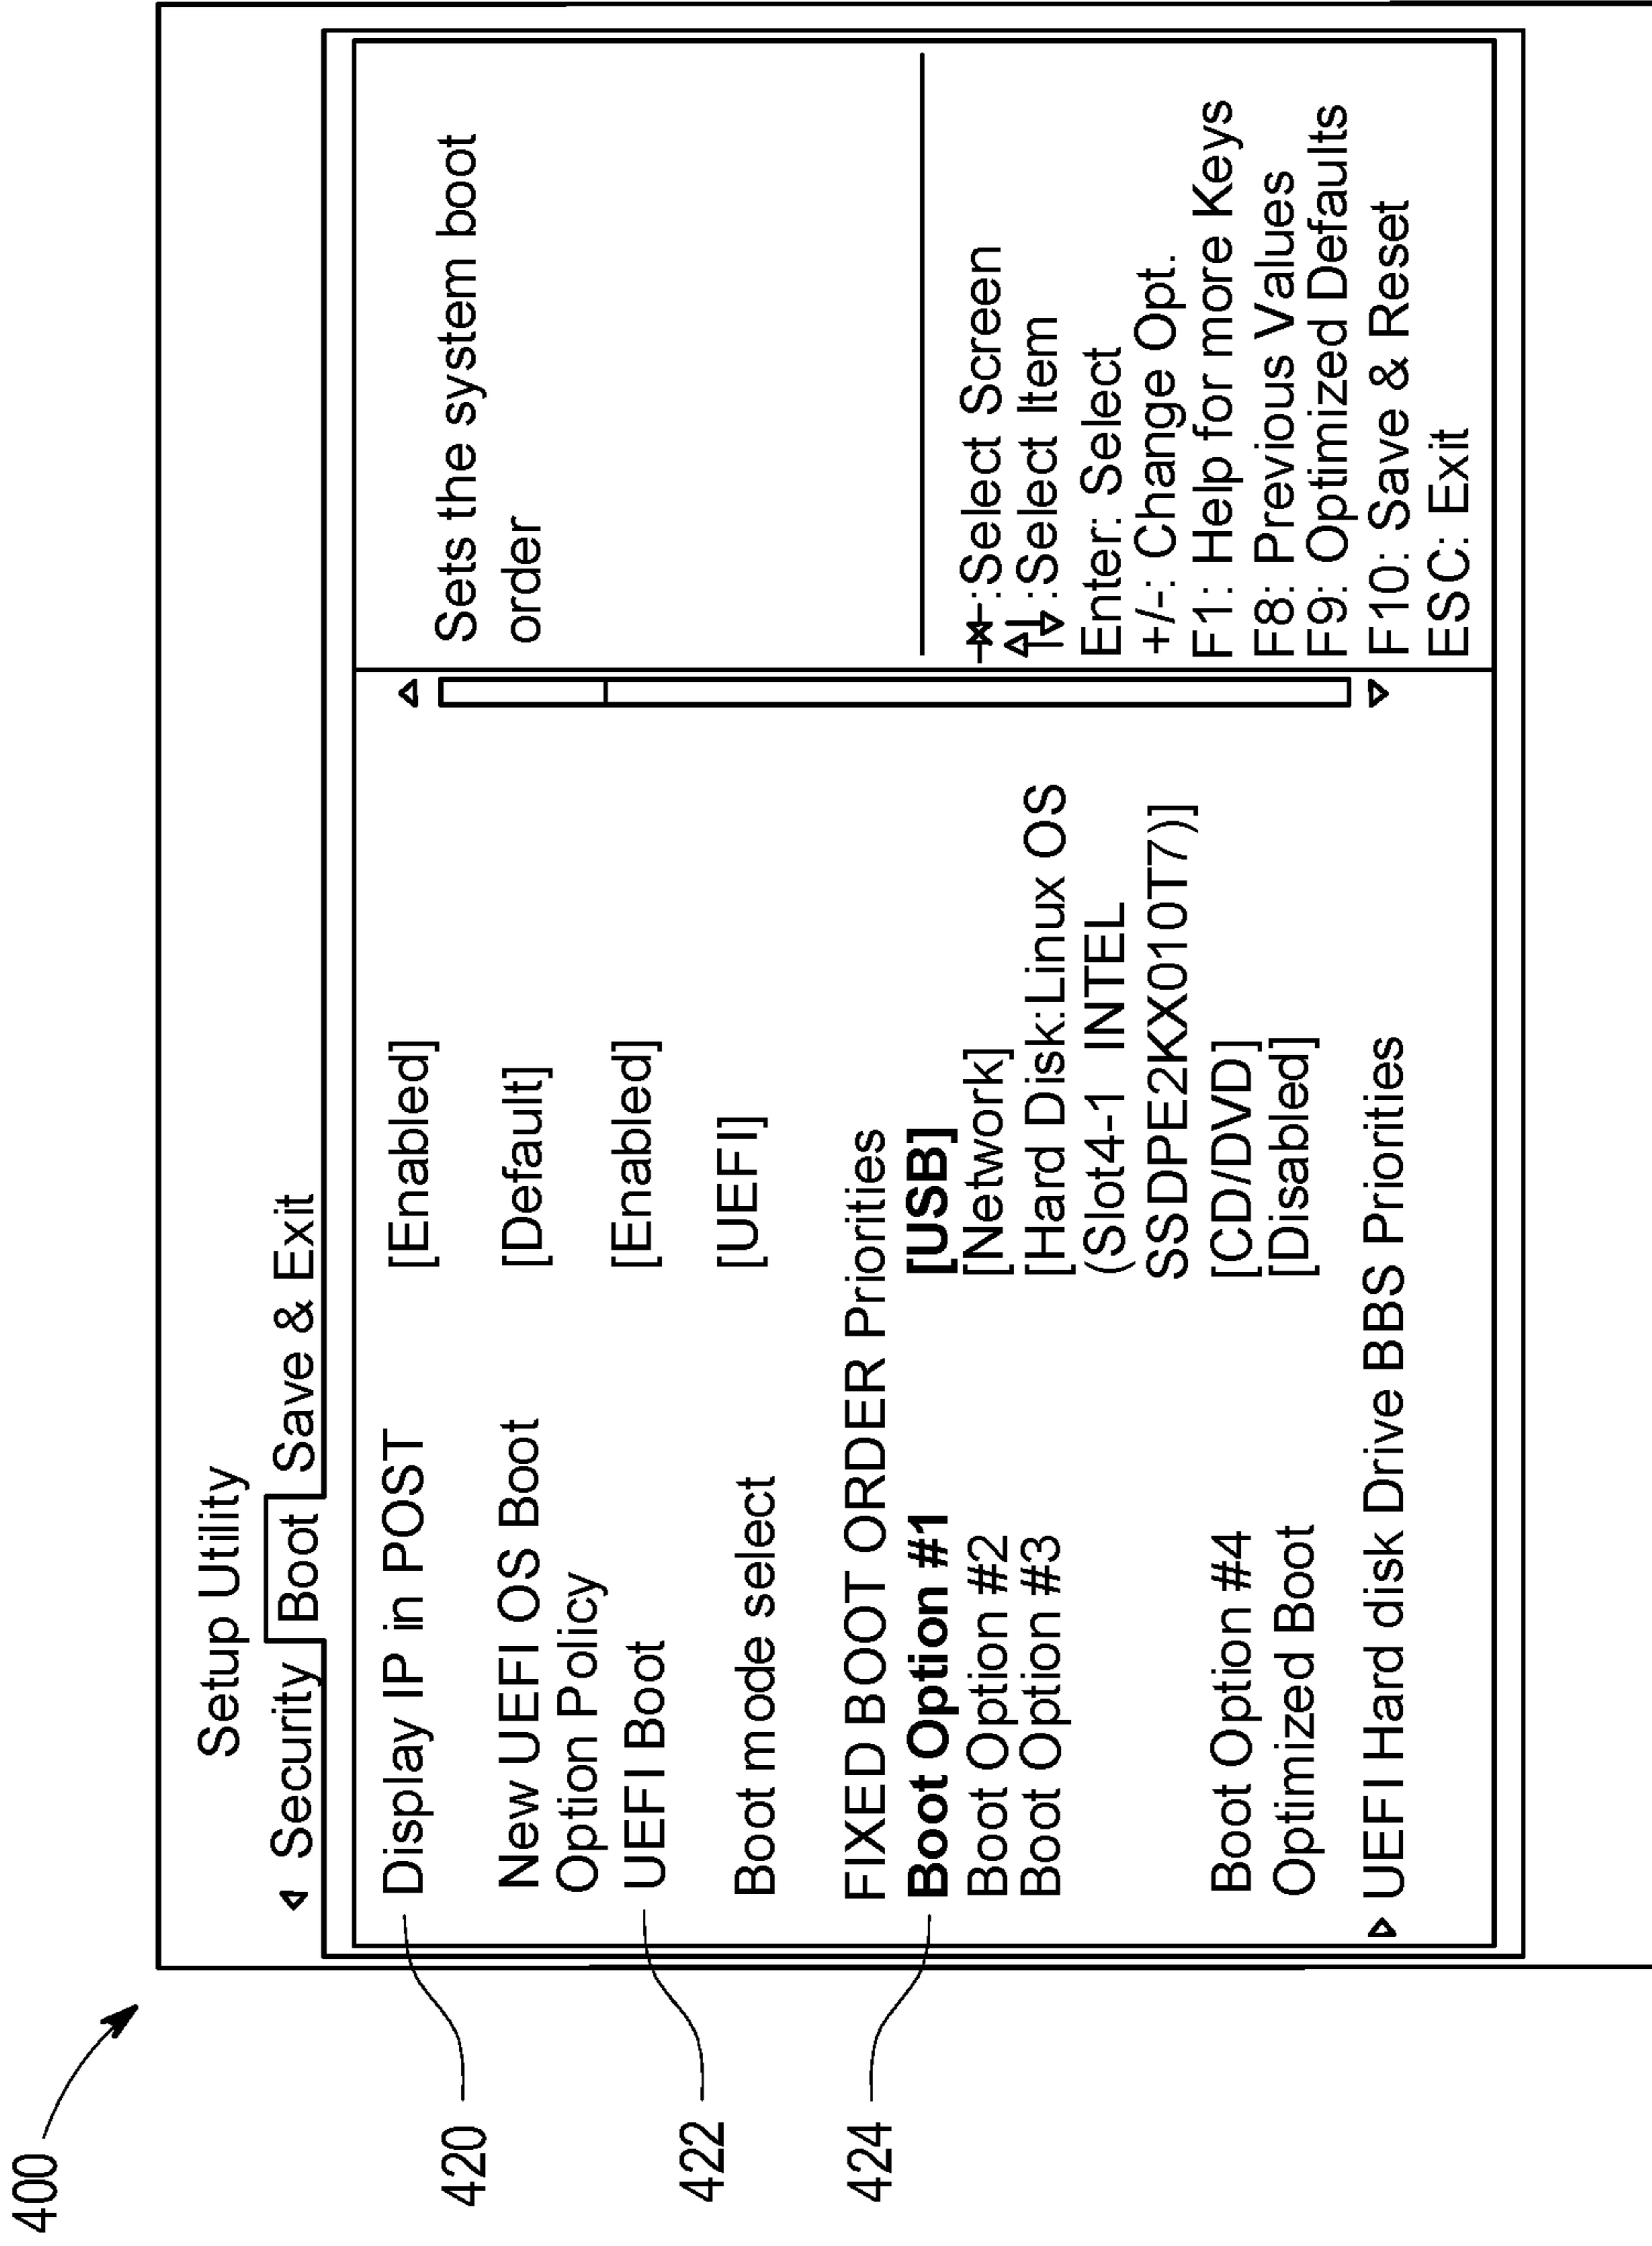 400
Setup Utility
Security Boot Save & Exit
420
Display IP in POST [Enabled]
New UEFI OS Boot [Default]
Option Policy
422
UEFI Boot [Enabled]
Boot mode select [UEFI]
FIXED BOOT ORDER Priorities
424
Boot Option #1 [USB]
Boot Option #2 [Network]
Boot Option #3 [Hard Disk:Linux OS
(Slot4-1 INTEL
SSDPE2KX010T7)]
Boot Option #4 [CD/DVD]
Optimized Boot [Disabled]
UEFI Hard disk Drive BBS Priorities
Sets the system boot
order
:Select Screen
:Select Item
Enter: Select
+/-: Change Opt.
F1: Help for more Keys
F8: Previous Values
F9: Optimized Defaults
F10: Save & Reset
ESC: Exit